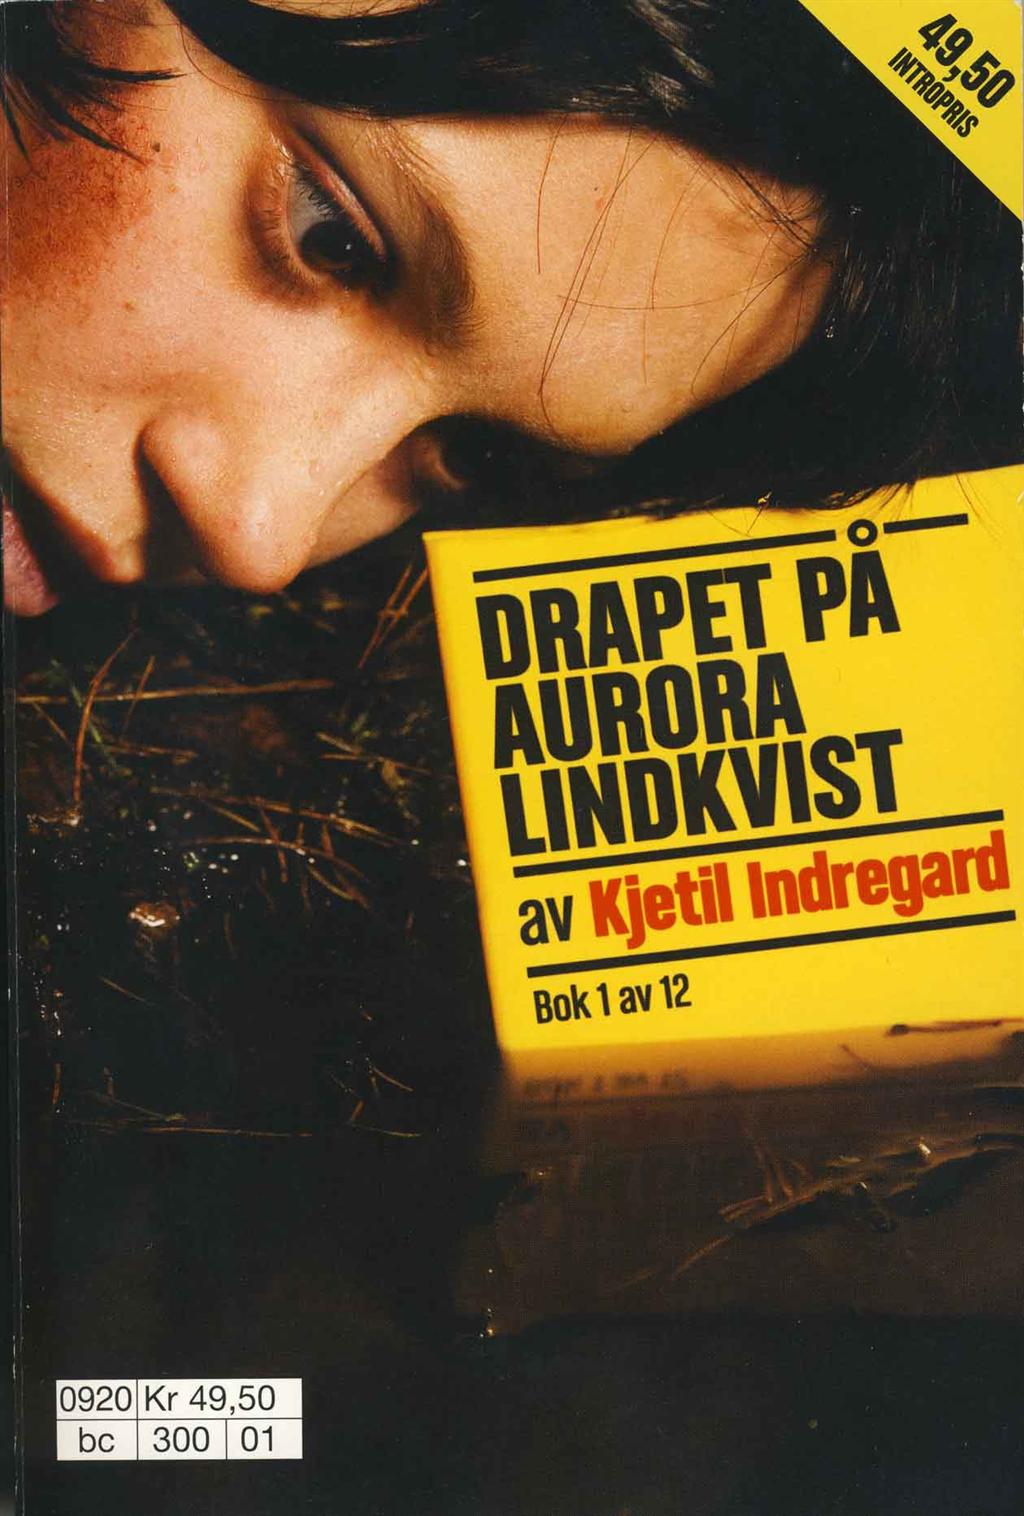 49,50
INTROPRIS
DRAPET PÅ
AURORA
LINDKVIST
av Kjetil Indregard
Bok 1 av 12
0920 Kr 49,50
bc 300 01